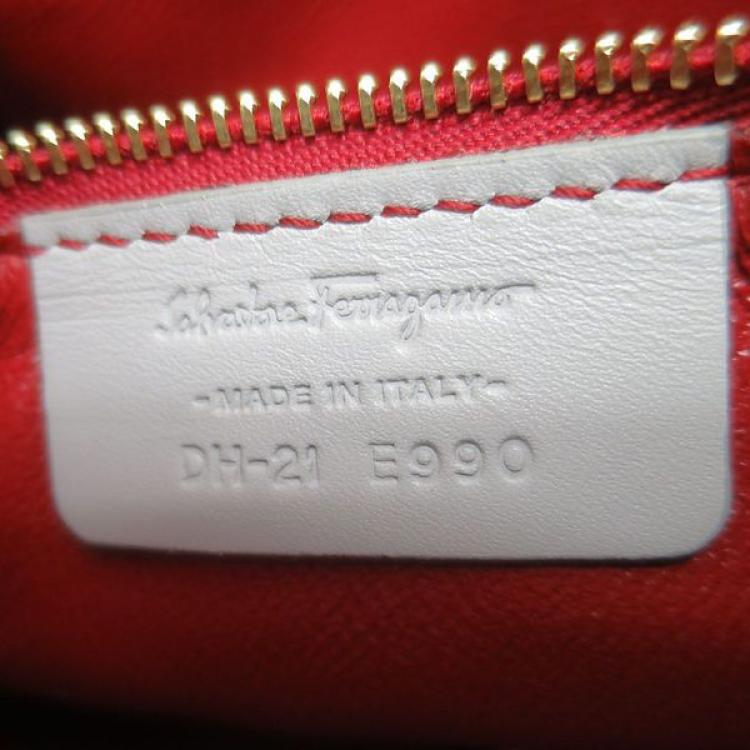 Salvatore Ferragamo
-MADE IN ITALY-
DH-21 E990